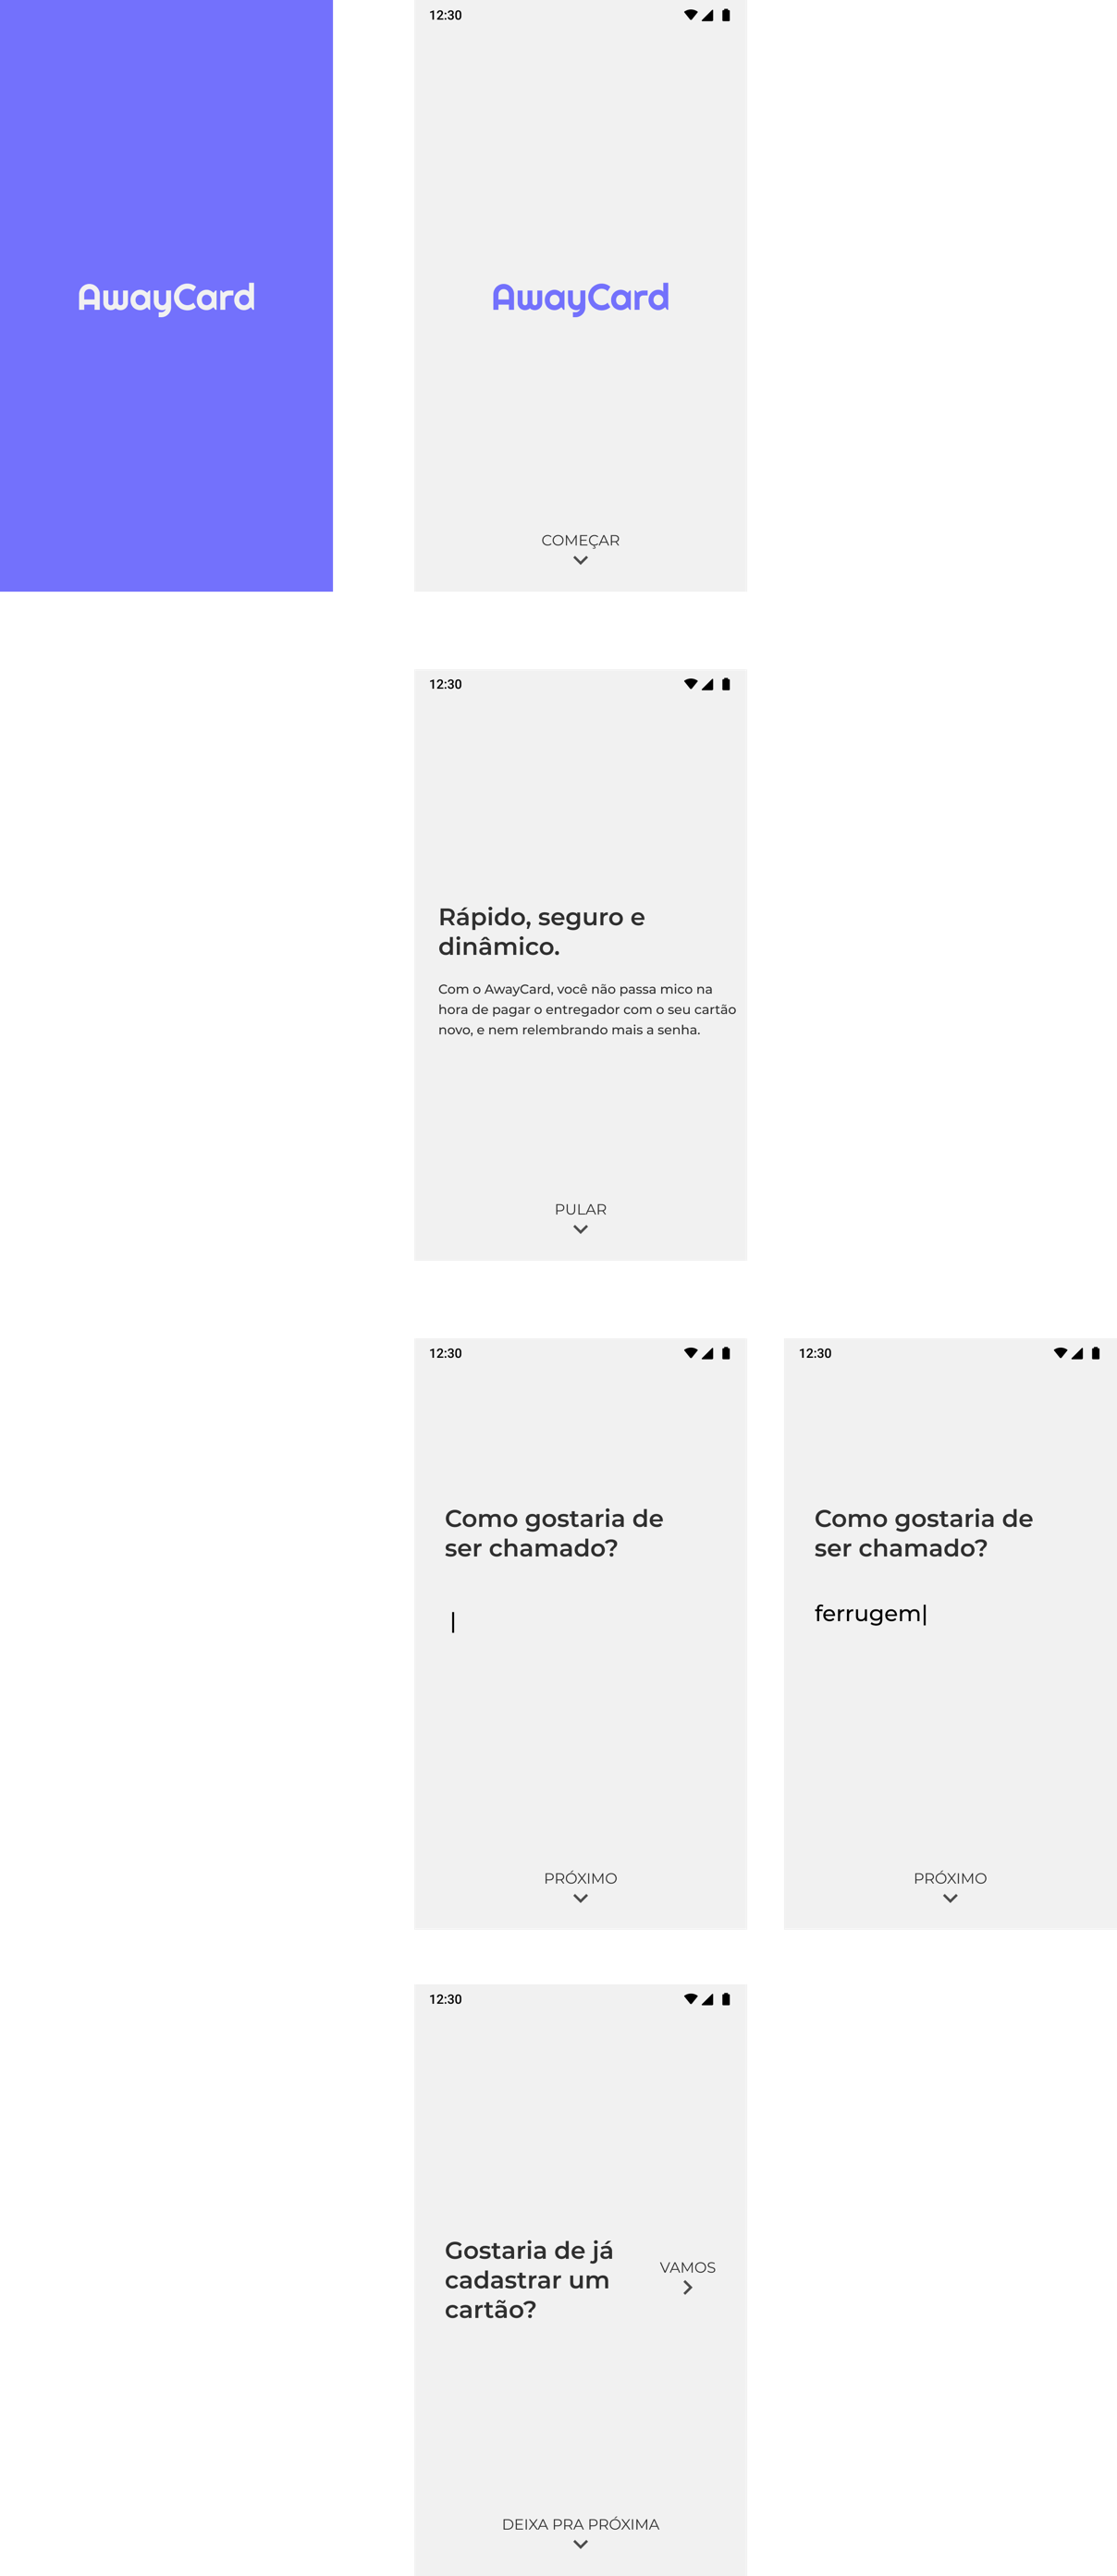 AwayCard
12:30
AwayCard
COMEÇAR
12:30
Rápido, seguro e
dinâmico.
Com o AwayCard, você não passa mico na
hora de pagar o entregador com o seu cartão
novo, e nem relembrando mais a senha.
PULAR
12:30
Como gostaria de
ser chamado?
PRÓXIMO
12:30
Como gostaria de
ser chamado?
ferrugem|
PRÓXIMO
12:30
Gostaria de já
cadastrar um
cartão?
VAMOS
DEIXA PRA PRÓXIMA